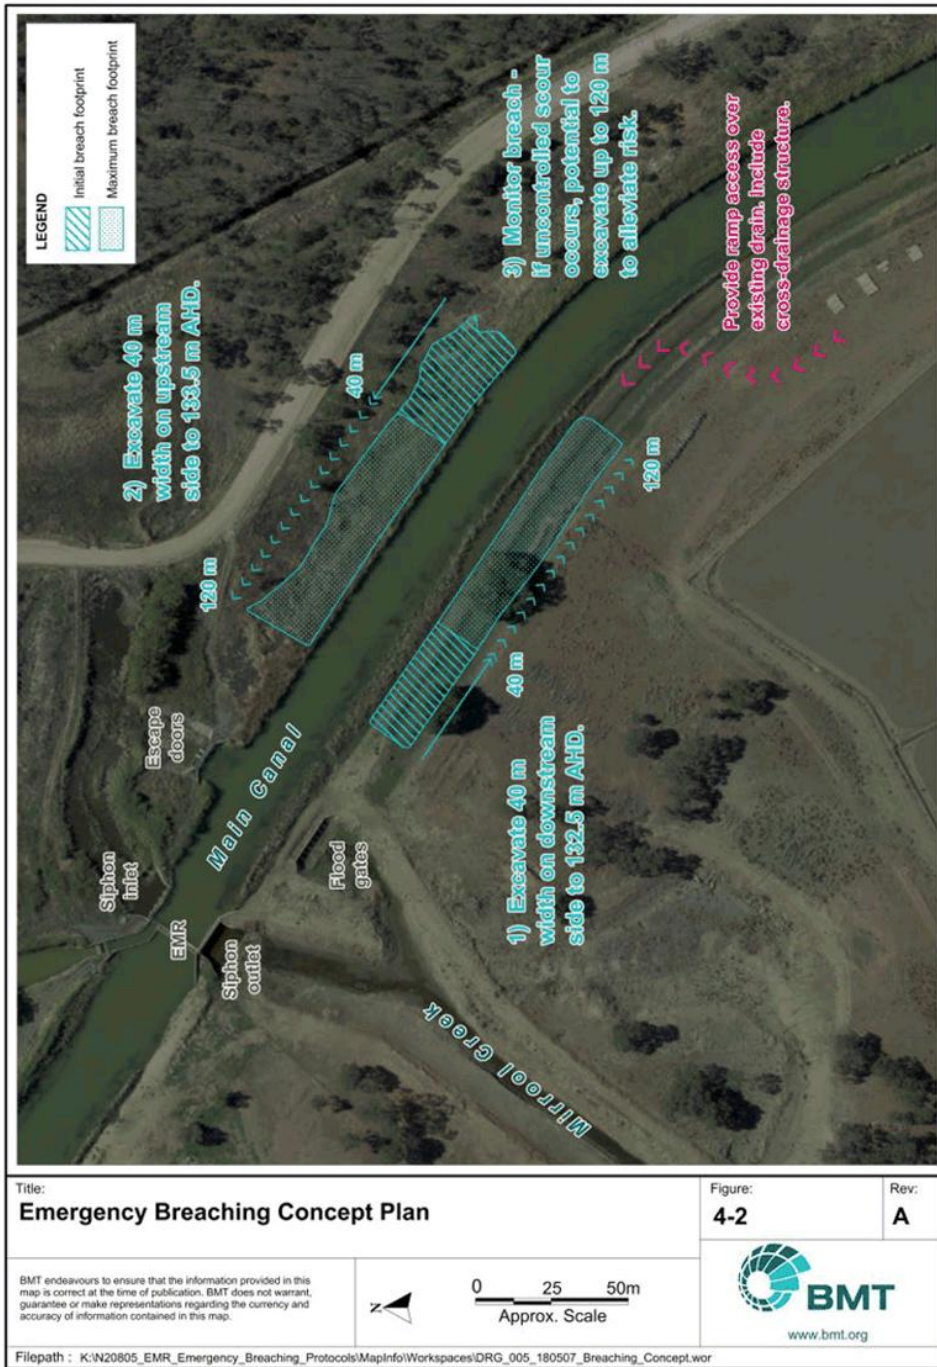 LEGEND
Initial breach footprint
Maximum breach footprint
2) Excavate 40 m
width on upstream
side to 133.5 m AHD.
3) Monitor breach -
if uncontrolled scour
occurs, potential to
excavate up to 120 m
to alleviate risk.
Provide ramp access over
existing drain. Include
cross-drainage structure.
120 m
40 m
Escape
doors
Siphon
inlet
Main Canal
EMR
Siphon
outlet
Flood
gates
40 m
120 m
1) Excavate 40 m
width on downstream
side to 132.5 m AHD.
Mirrool Creek
Title:
Emergency Breaching Concept Plan
Figure:
4-2
Rev:
A
BMT endeavours to ensure that the information provided in this
map is correct at the time of publication. BMT does not warrant,
guarantee or make representations regarding the currency and
accuracy of information contained in this map.
N
0 25 50m
Approx. Scale
BMT
www.bmt.org
Filepath : K:\N20805_EMR_Emergency_Breaching_Protocols\MapInfo\Workspaces\DRG_005_180507_Breaching_Concept.wor